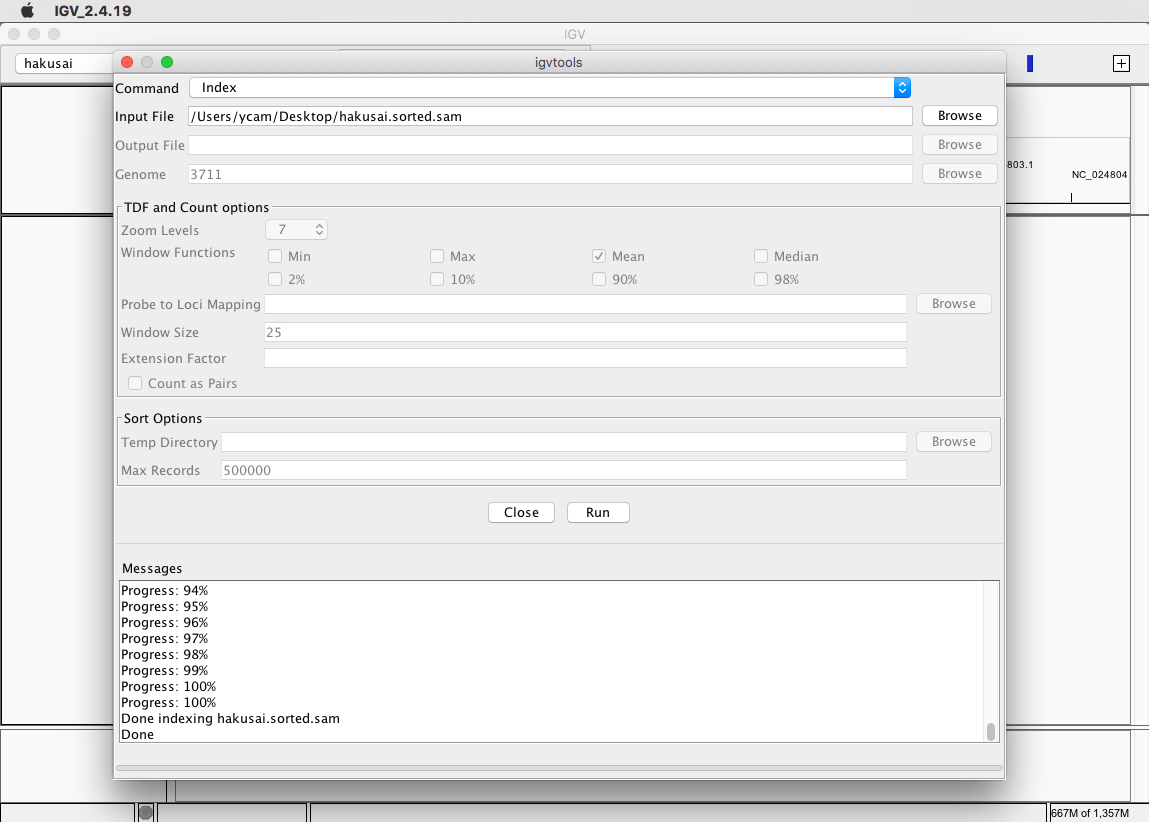 IGV_2.4.19
IGV
hakusai
igvtools
Command Index
Input File /Users/ycam/Desktop/hakusai.sorted.sam Browse
Output File Browse
Genome 3711 Browse
803.1
NC_024804
TDF and Count options
Zoom Levels 7
Window Functions Min Max Mean Median
2% 10% 90% 98%
Probe to Loci Mapping Browse
Window Size 25
Extension Factor
Count as Pairs
Sort Options
Temp Directory Browse
Max Records 500000
Close Run
Messages
Progress: 94%
Progress: 95%
Progress: 96%
Progress: 97%
Progress: 98%
Progress: 99%
Progress: 100%
Progress: 100%
Done indexing hakusai.sorted.sam
Done
667M of 1,357M